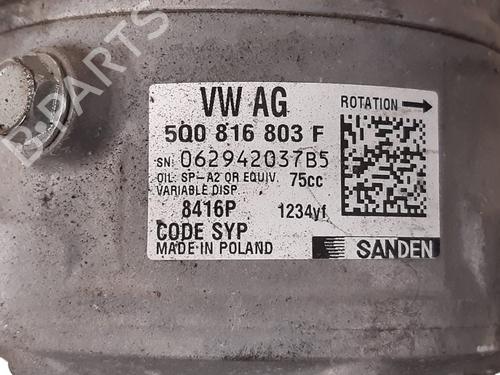 B-PARTS
VW AG
5Q0 816 803 F
SN 062942037B5
OIL: SP-A2 OR EQUIV. 75cc
VARIABLE DISP.
8416P 1234yf
CODE SYP
MADE IN POLAND
ROTATION
SANDEN